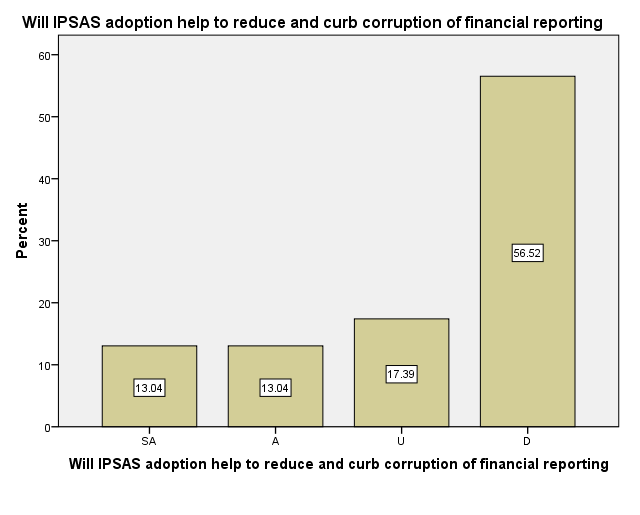 Will IPSAS adoption help to reduce and curb corruption of financial reporting
60
50
40
30
20
10
0
Percent
13.04
13.04
17.39
56.52
SA
A
U
D
Will IPSAS adoption help to reduce and curb corruption of financial reporting